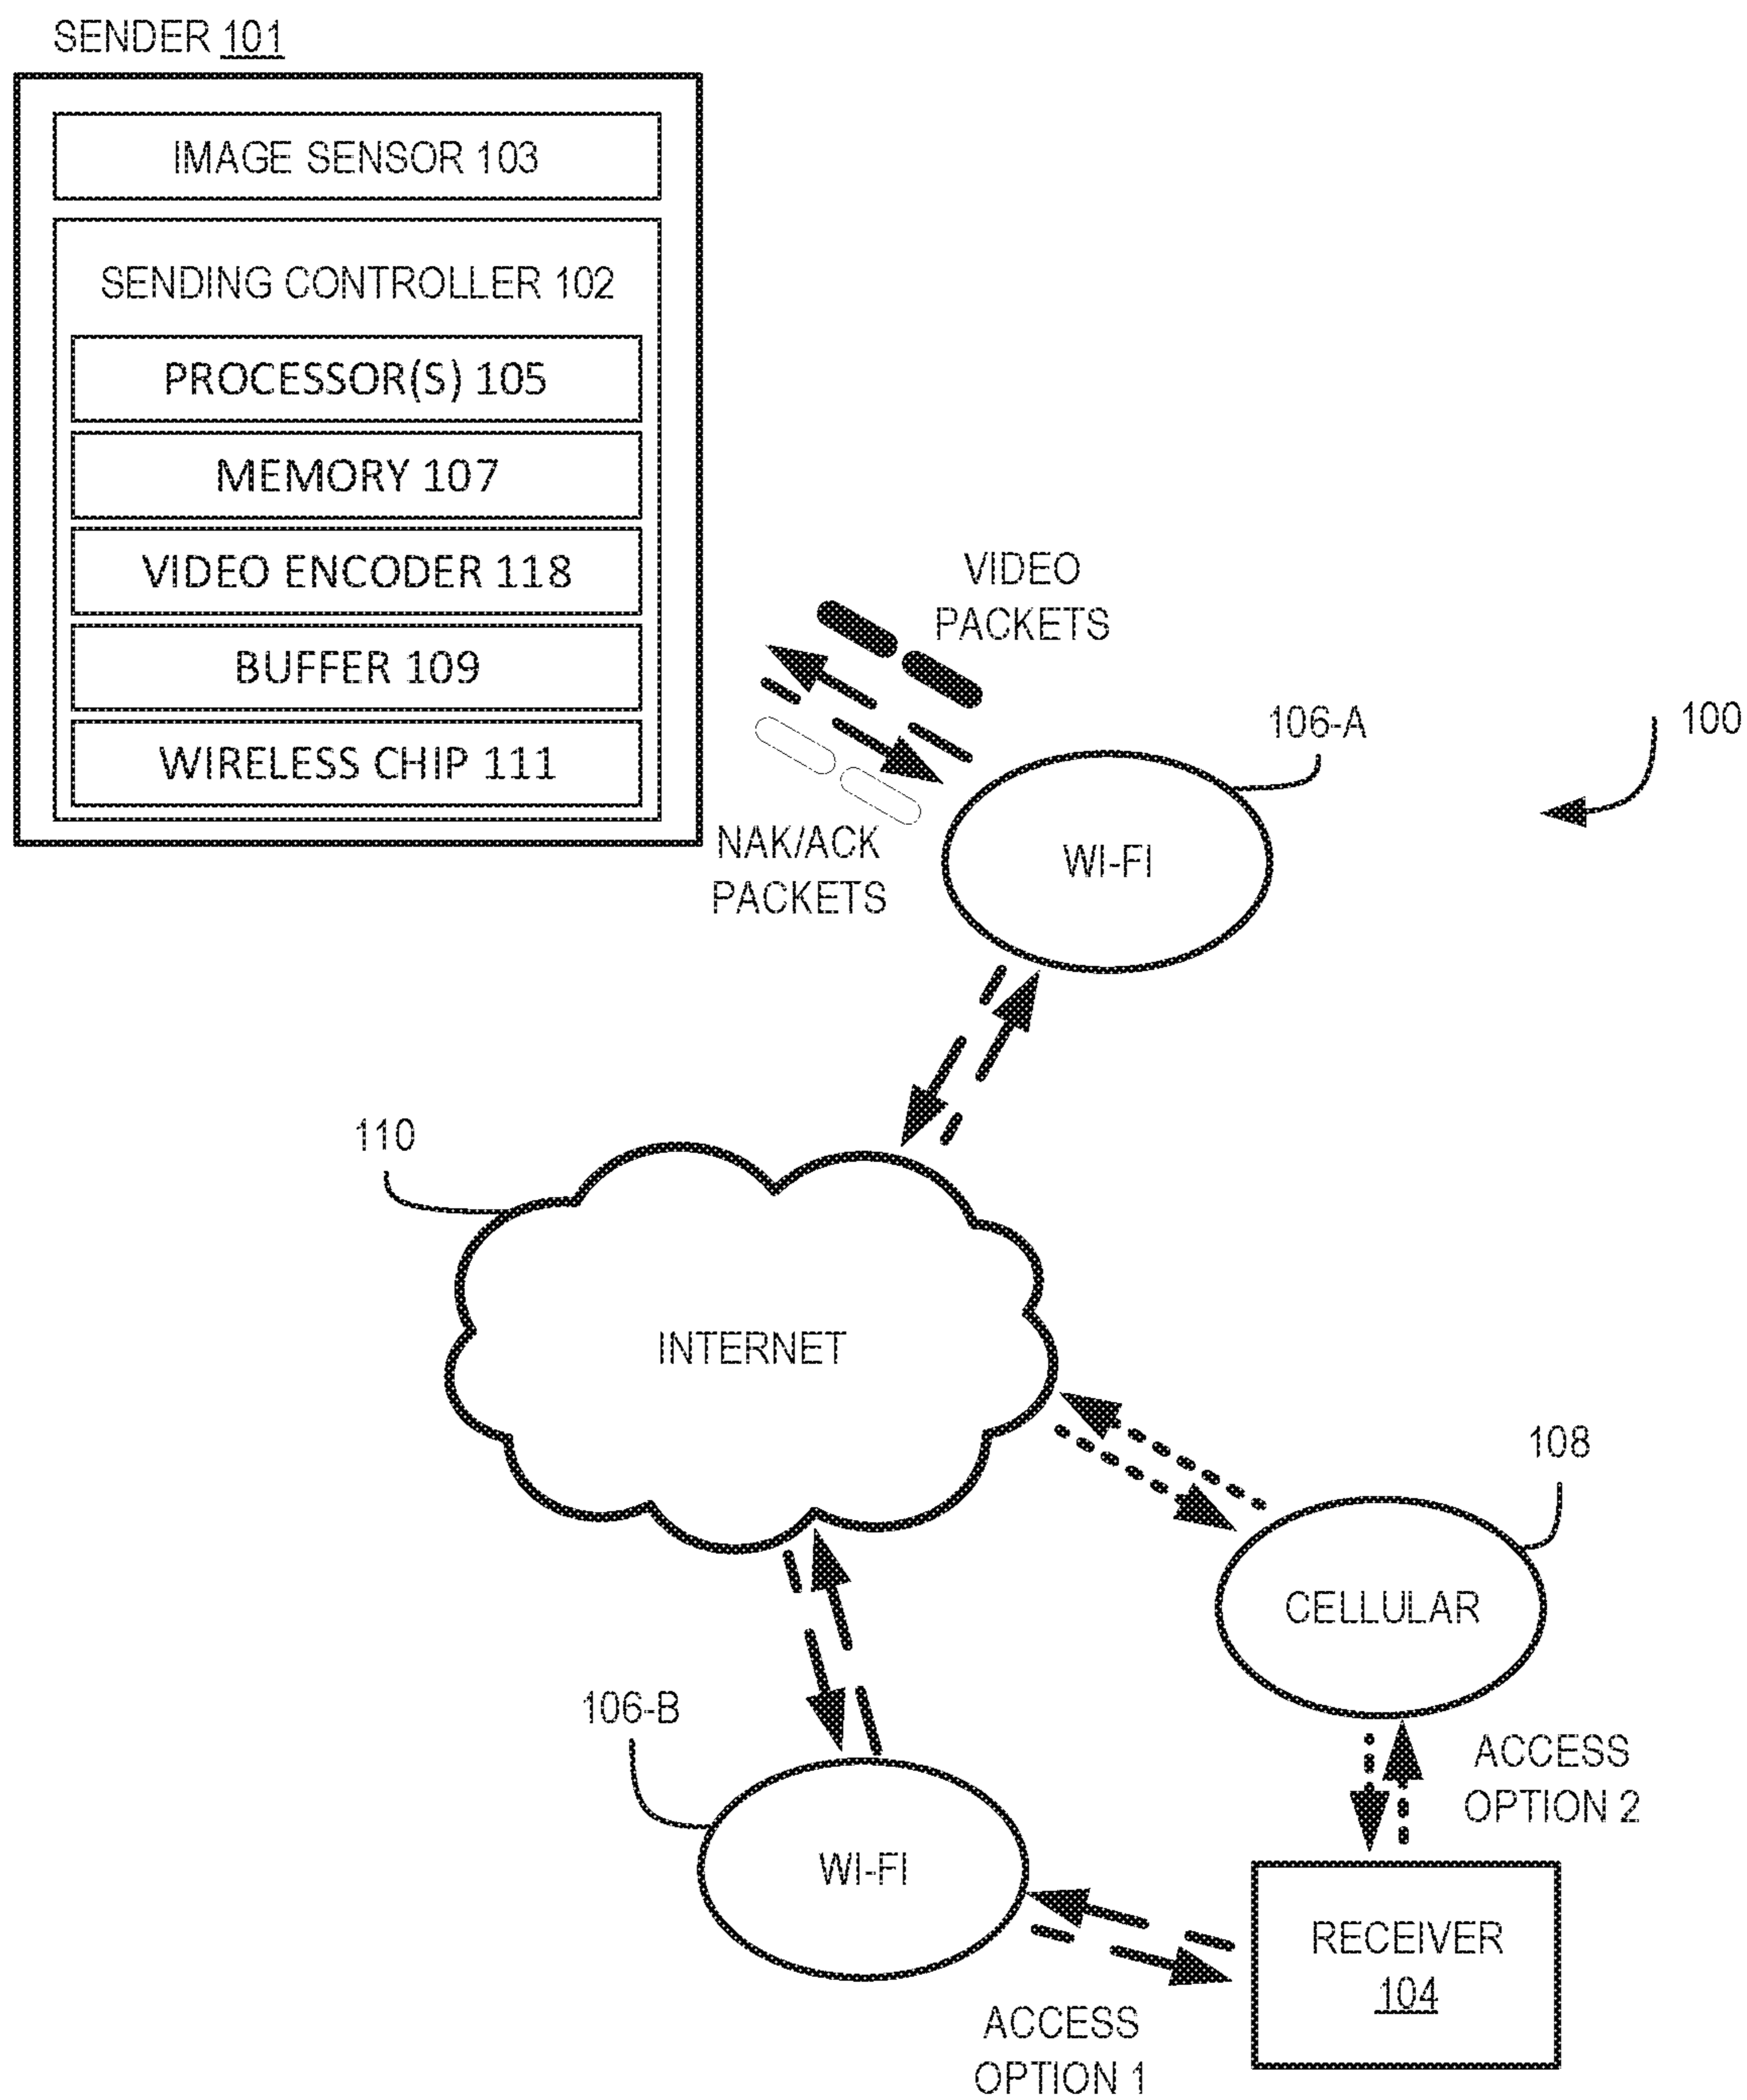 SENDER 101
IMAGE SENSOR 103
SENDING CONTROLLER 102
PROCESSOR(S) 105
MEMORY 107
VIDEO ENCODER 118
BUFFER 109
WIRELESS CHIP 111
VIDEO
PACKETS
NAK/ACK
PACKETS
106-A
100
WI-FI
110
INTERNET
108
CELLULAR
106-B
WI-FI
ACCESS
OPTION 2
RECEIVER
104
ACCESS
OPTION 1